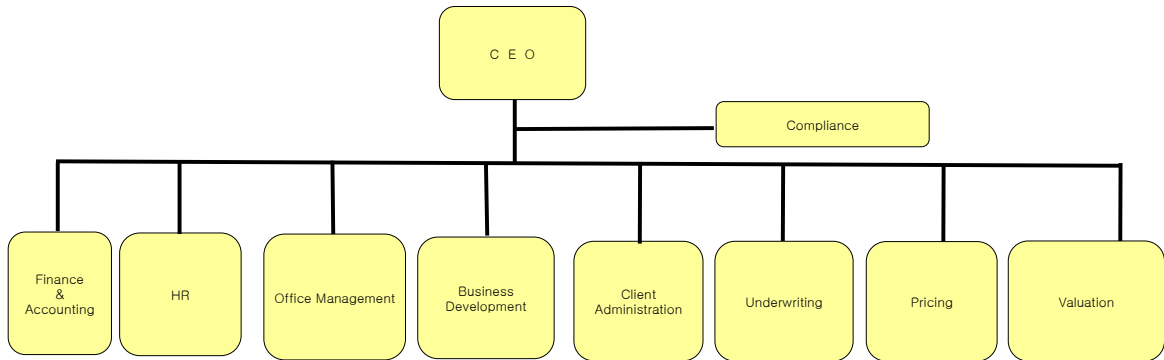 C E O
Compliance
Finance
&
Accounting
HR
Office Management
Business
Development
Client
Administration
Underwriting
Pricing
Valuation